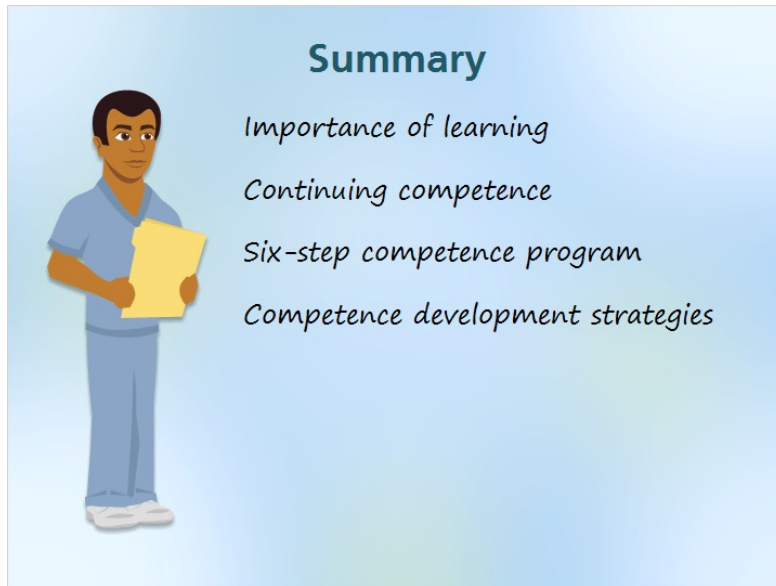 Summary
Importance of learning
Continuing competence
Six-step competence program
Competence development strategies